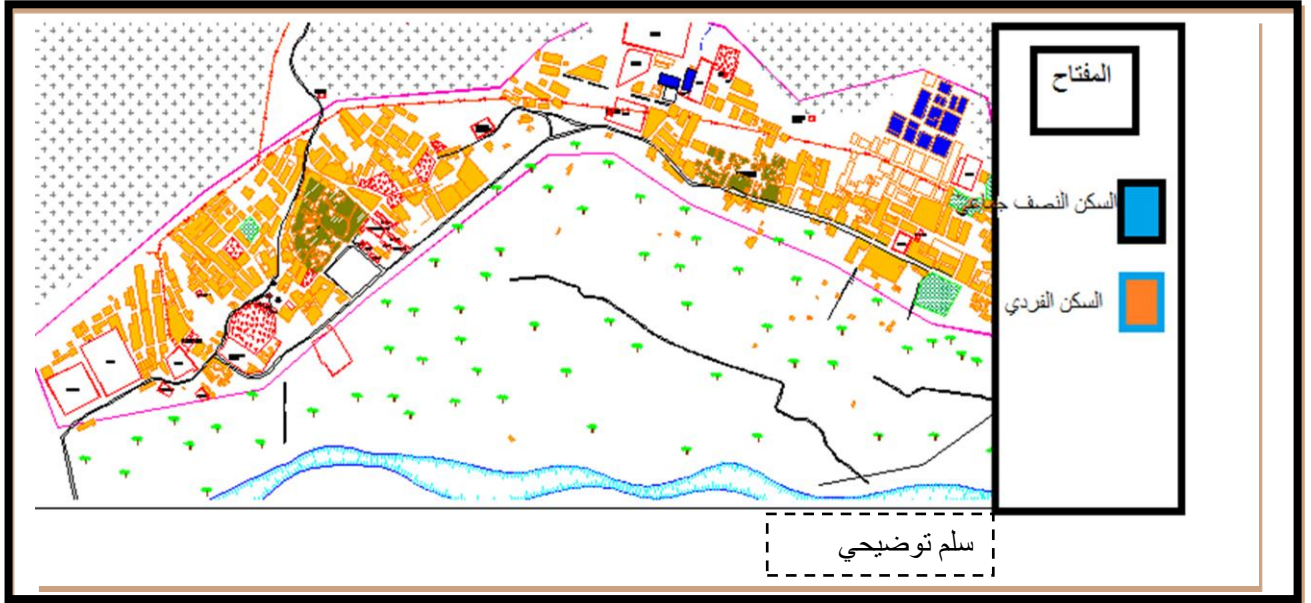 المفتاح
السكن النصف جماعي
السكن الفردي
سلم توضيحي